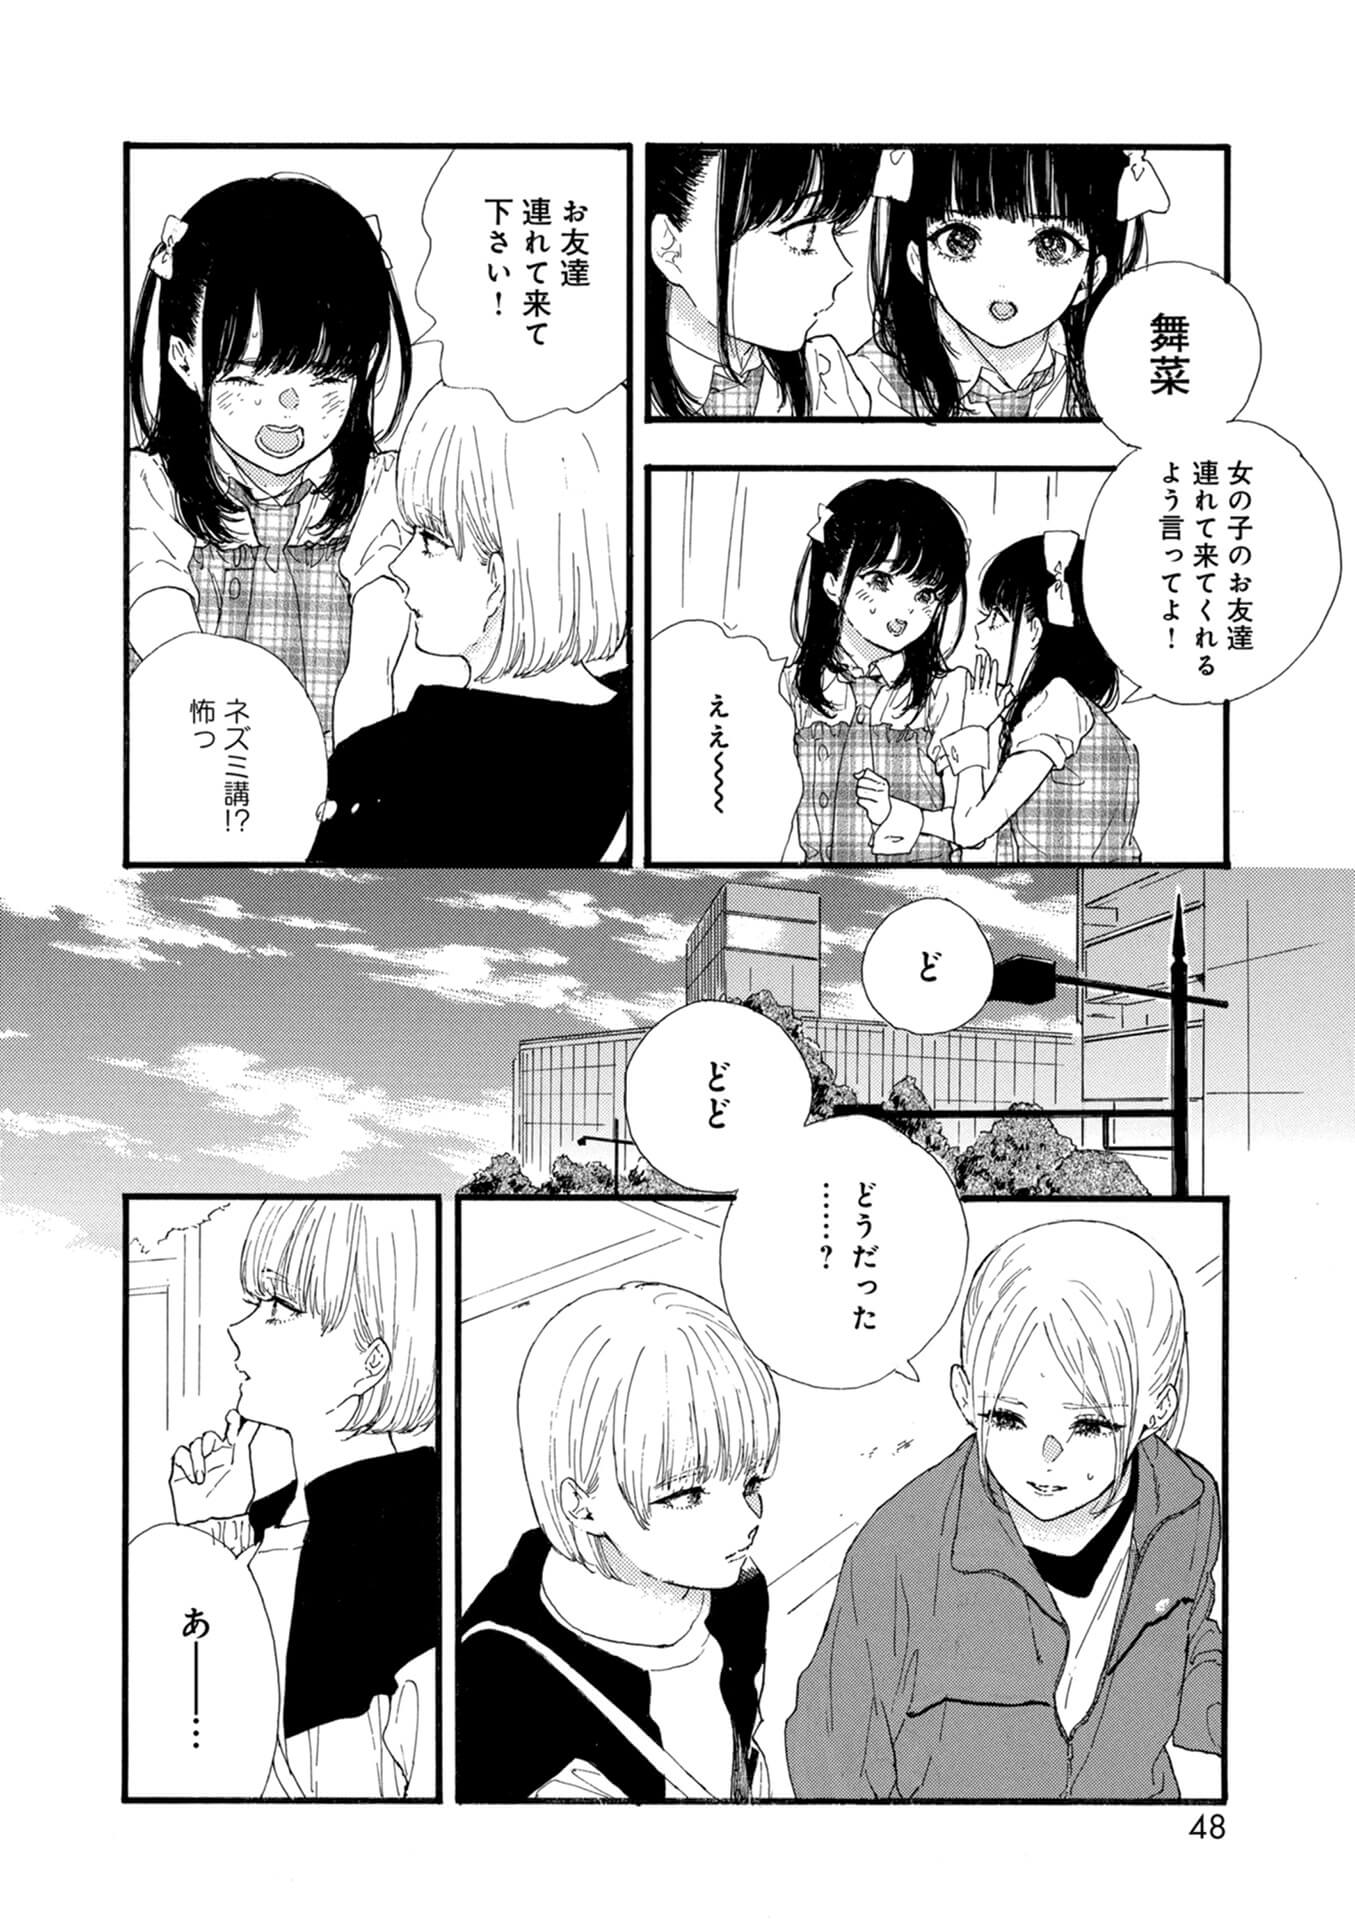 舞菜
女の子のお友達
連れて来てくれる
よう言ってよ!
ええ〜〜〜
お友達
連れて来て
下さい!
ネズミ講!?
怖っ
ど
どど
どうだった
……?
あ――…
48